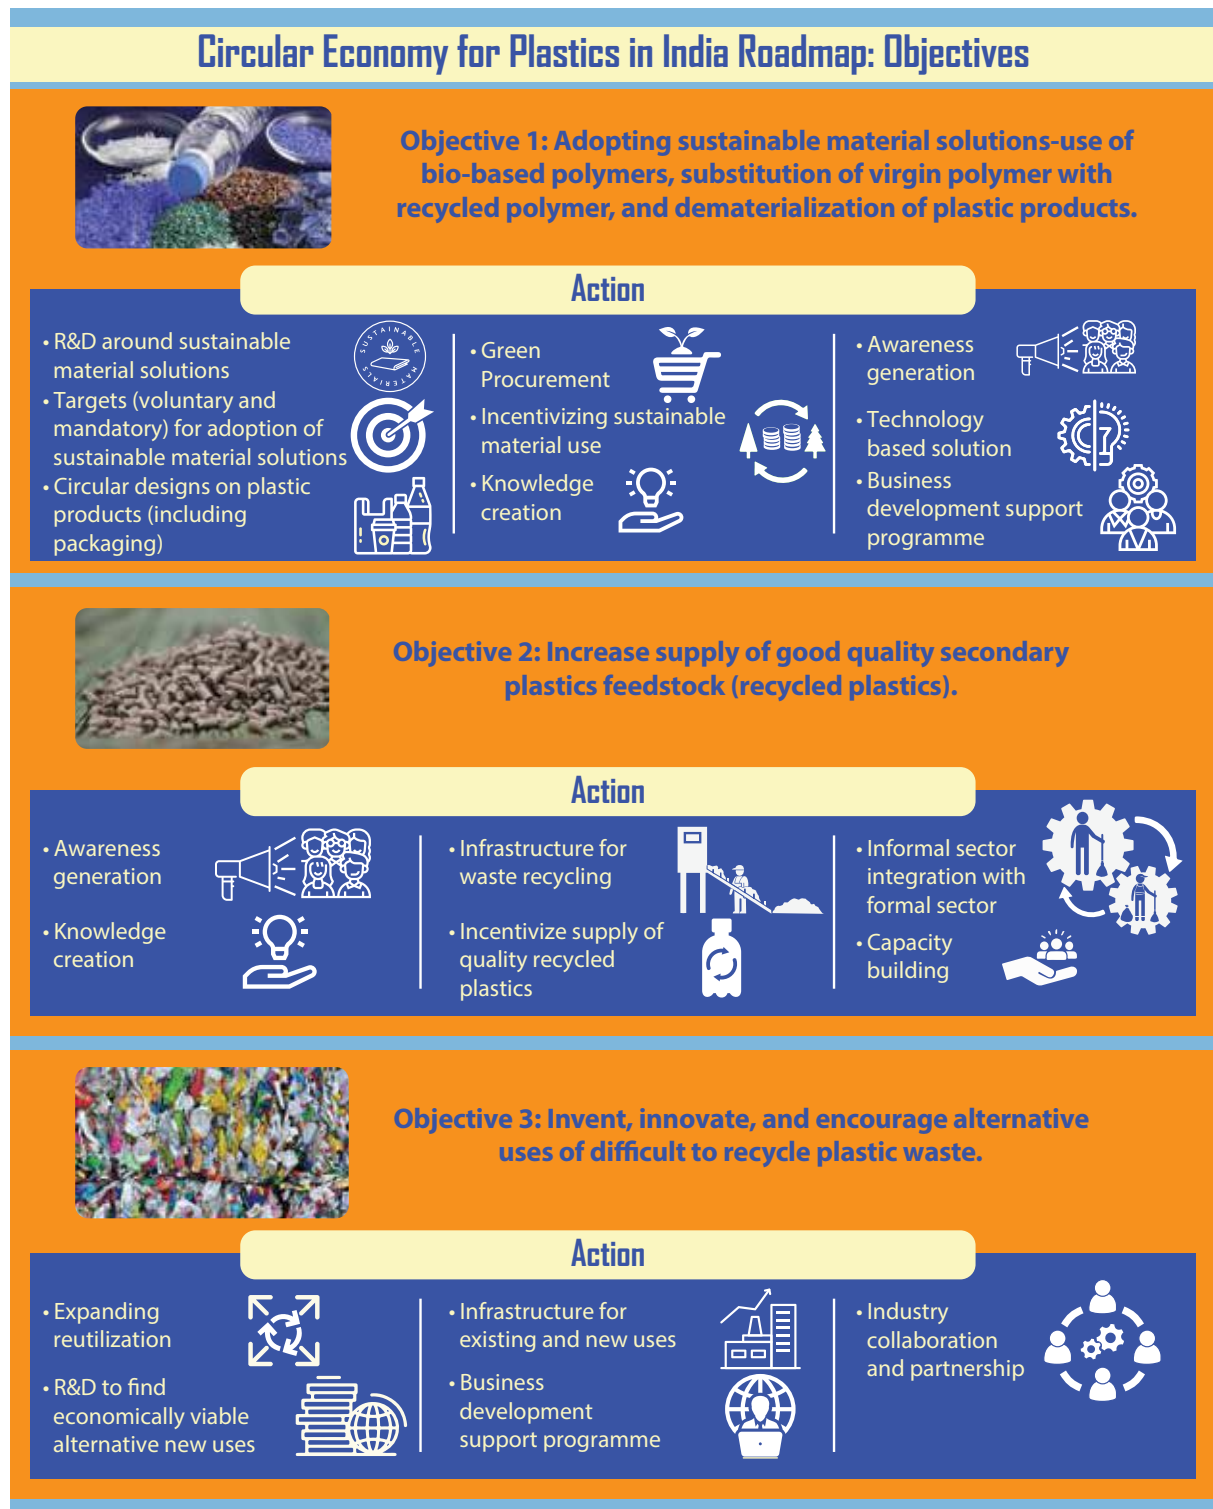 Circular Economy for Plastics in India Roadmap: Objectives
Objective 1: Adopting sustainable material solutions-use of
bio-based polymers, substitution of virgin polymer with
recycled polymer, and dematerialization of plastic products.
Action
• R&D around sustainable
material solutions
• Targets (voluntary and
mandatory) for adoption of
sustainable material solutions
• Circular designs on plastic
products (including
packaging)
SUSTAINABLE
MATERIALS
• Green
Procurement
• Incentivizing sustainable
material use
• Knowledge
creation
• Awareness
generation
• Technology
based solution
• Business
development support
programme
Objective 2: Increase supply of good quality secondary
plastics feedstock (recycled plastics).
Action
• Awareness
generation
• Knowledge
creation
• Infrastructure for
waste recycling
• Incentivize supply of
quality recycled
plastics
• Informal sector
integration with
formal sector
• Capacity
building
Objective 3: Invent, innovate, and encourage alternative
uses of difficult to recycle plastic waste.
Action
• Expanding
reutilization
• R&D to find
economically viable
alternative new uses
• Infrastructure for
existing and new uses
• Business
development
support programme
• Industry
collaboration
and partnership